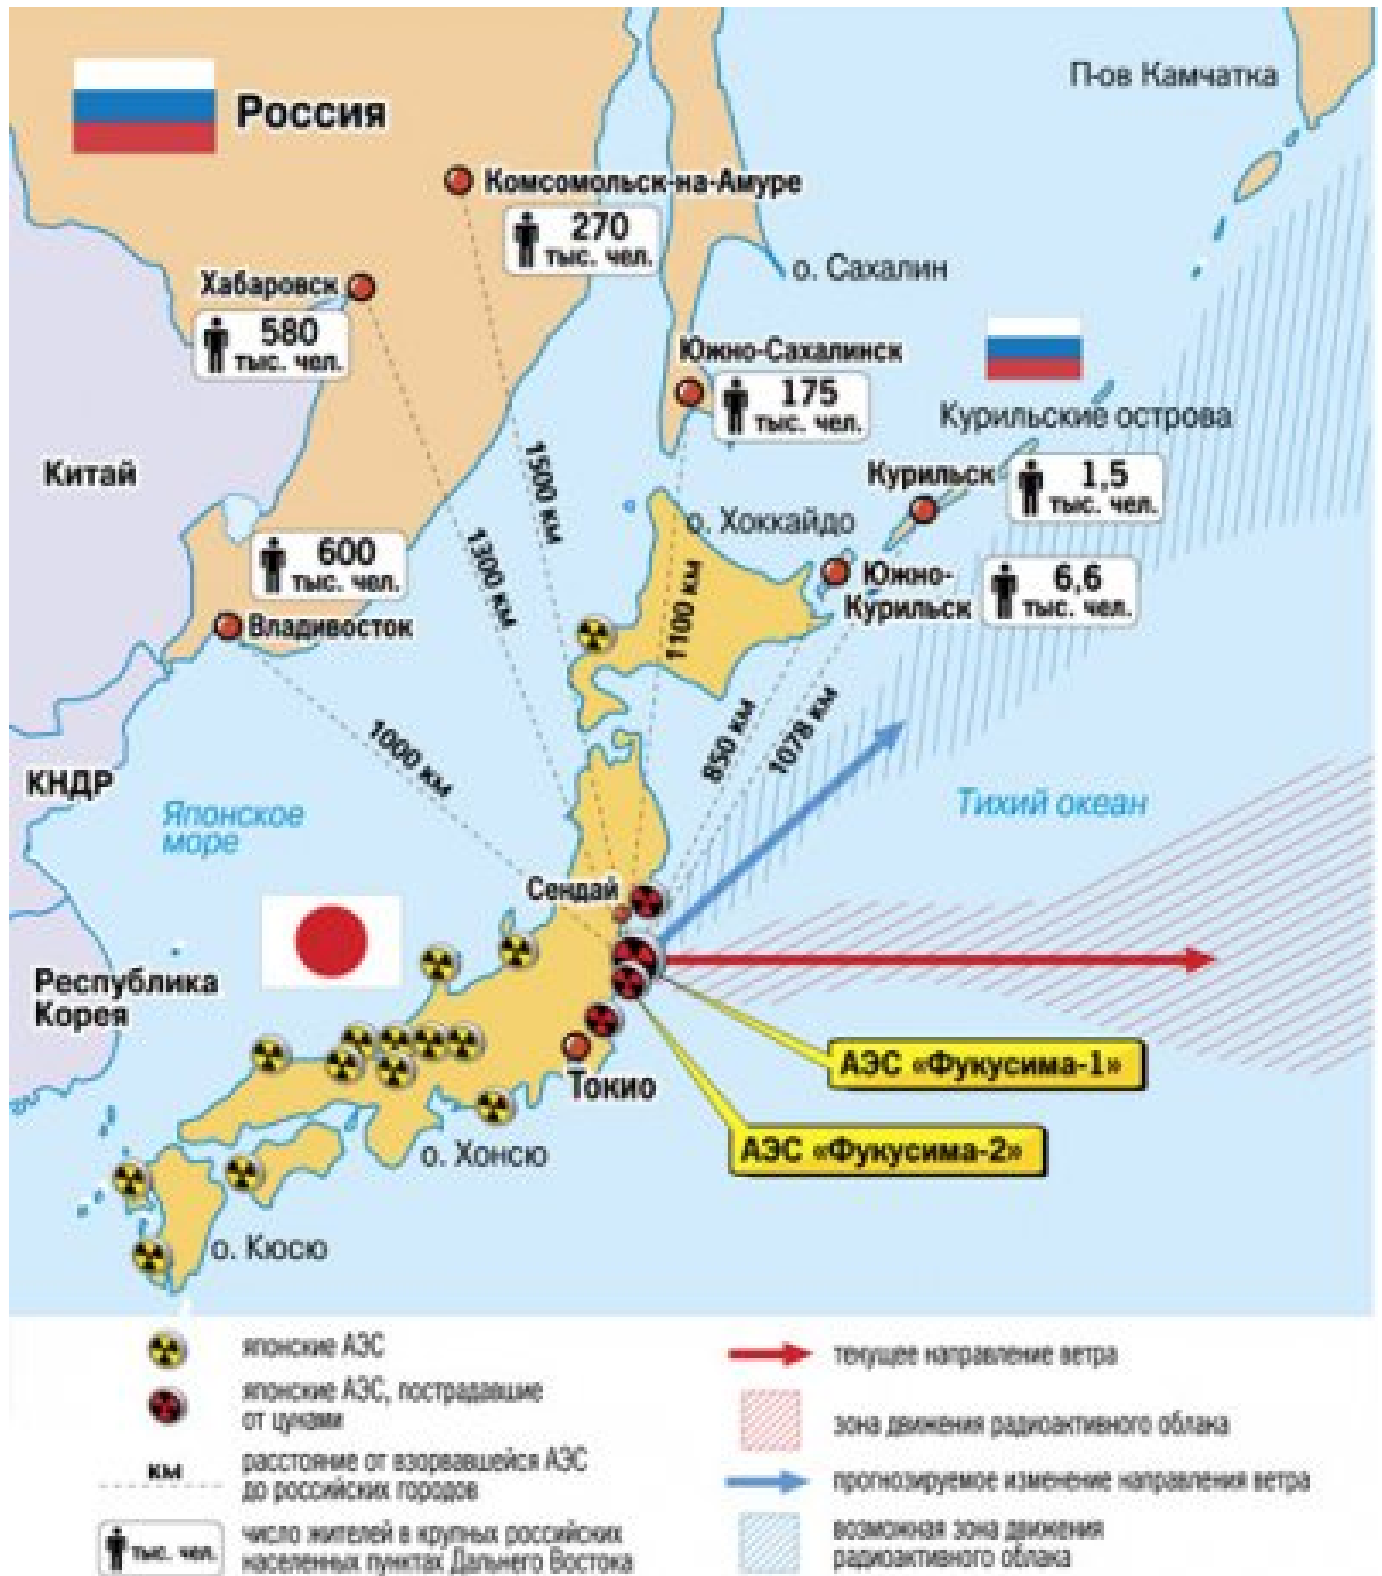 П-ов Камчатка
Россия
Комсомольск-на-Амуре
270
тыс. чел.
о. Сахалин
Хабаровск
580
тыс. чел.
Южно-Сахалинск
175
тыс. чел.
Курильские острова
Китай
Курильск
1,5
тыс. чел.
1500 км
о. Хоккайдо
1300 км
600
тыс. чел.
Южно-
Курильск
6,6
тыс. чел.
Владивосток
1100 км
1000 км
850 км
1078 км
КНДР
Японское
море
Тихий океан
Сендай
Республика
Корея
АЭС «Фукусима-1»
Токио
АЭС «Фукусима-2»
о. Хонсю
о. Кюсю
японские АЭС
японские АЭС, пострадавшие
от цунами
км
расстояние от взорвавшейся АЭС
до российских городов
тыс. чел.
число жителей в крупных российских
населенных пунктах Дальнего Востока
текущее направление ветра
зона движения радиоактивного облака
прогнозируемое изменение направления ветра
возможная зона движения
радиоактивного облака